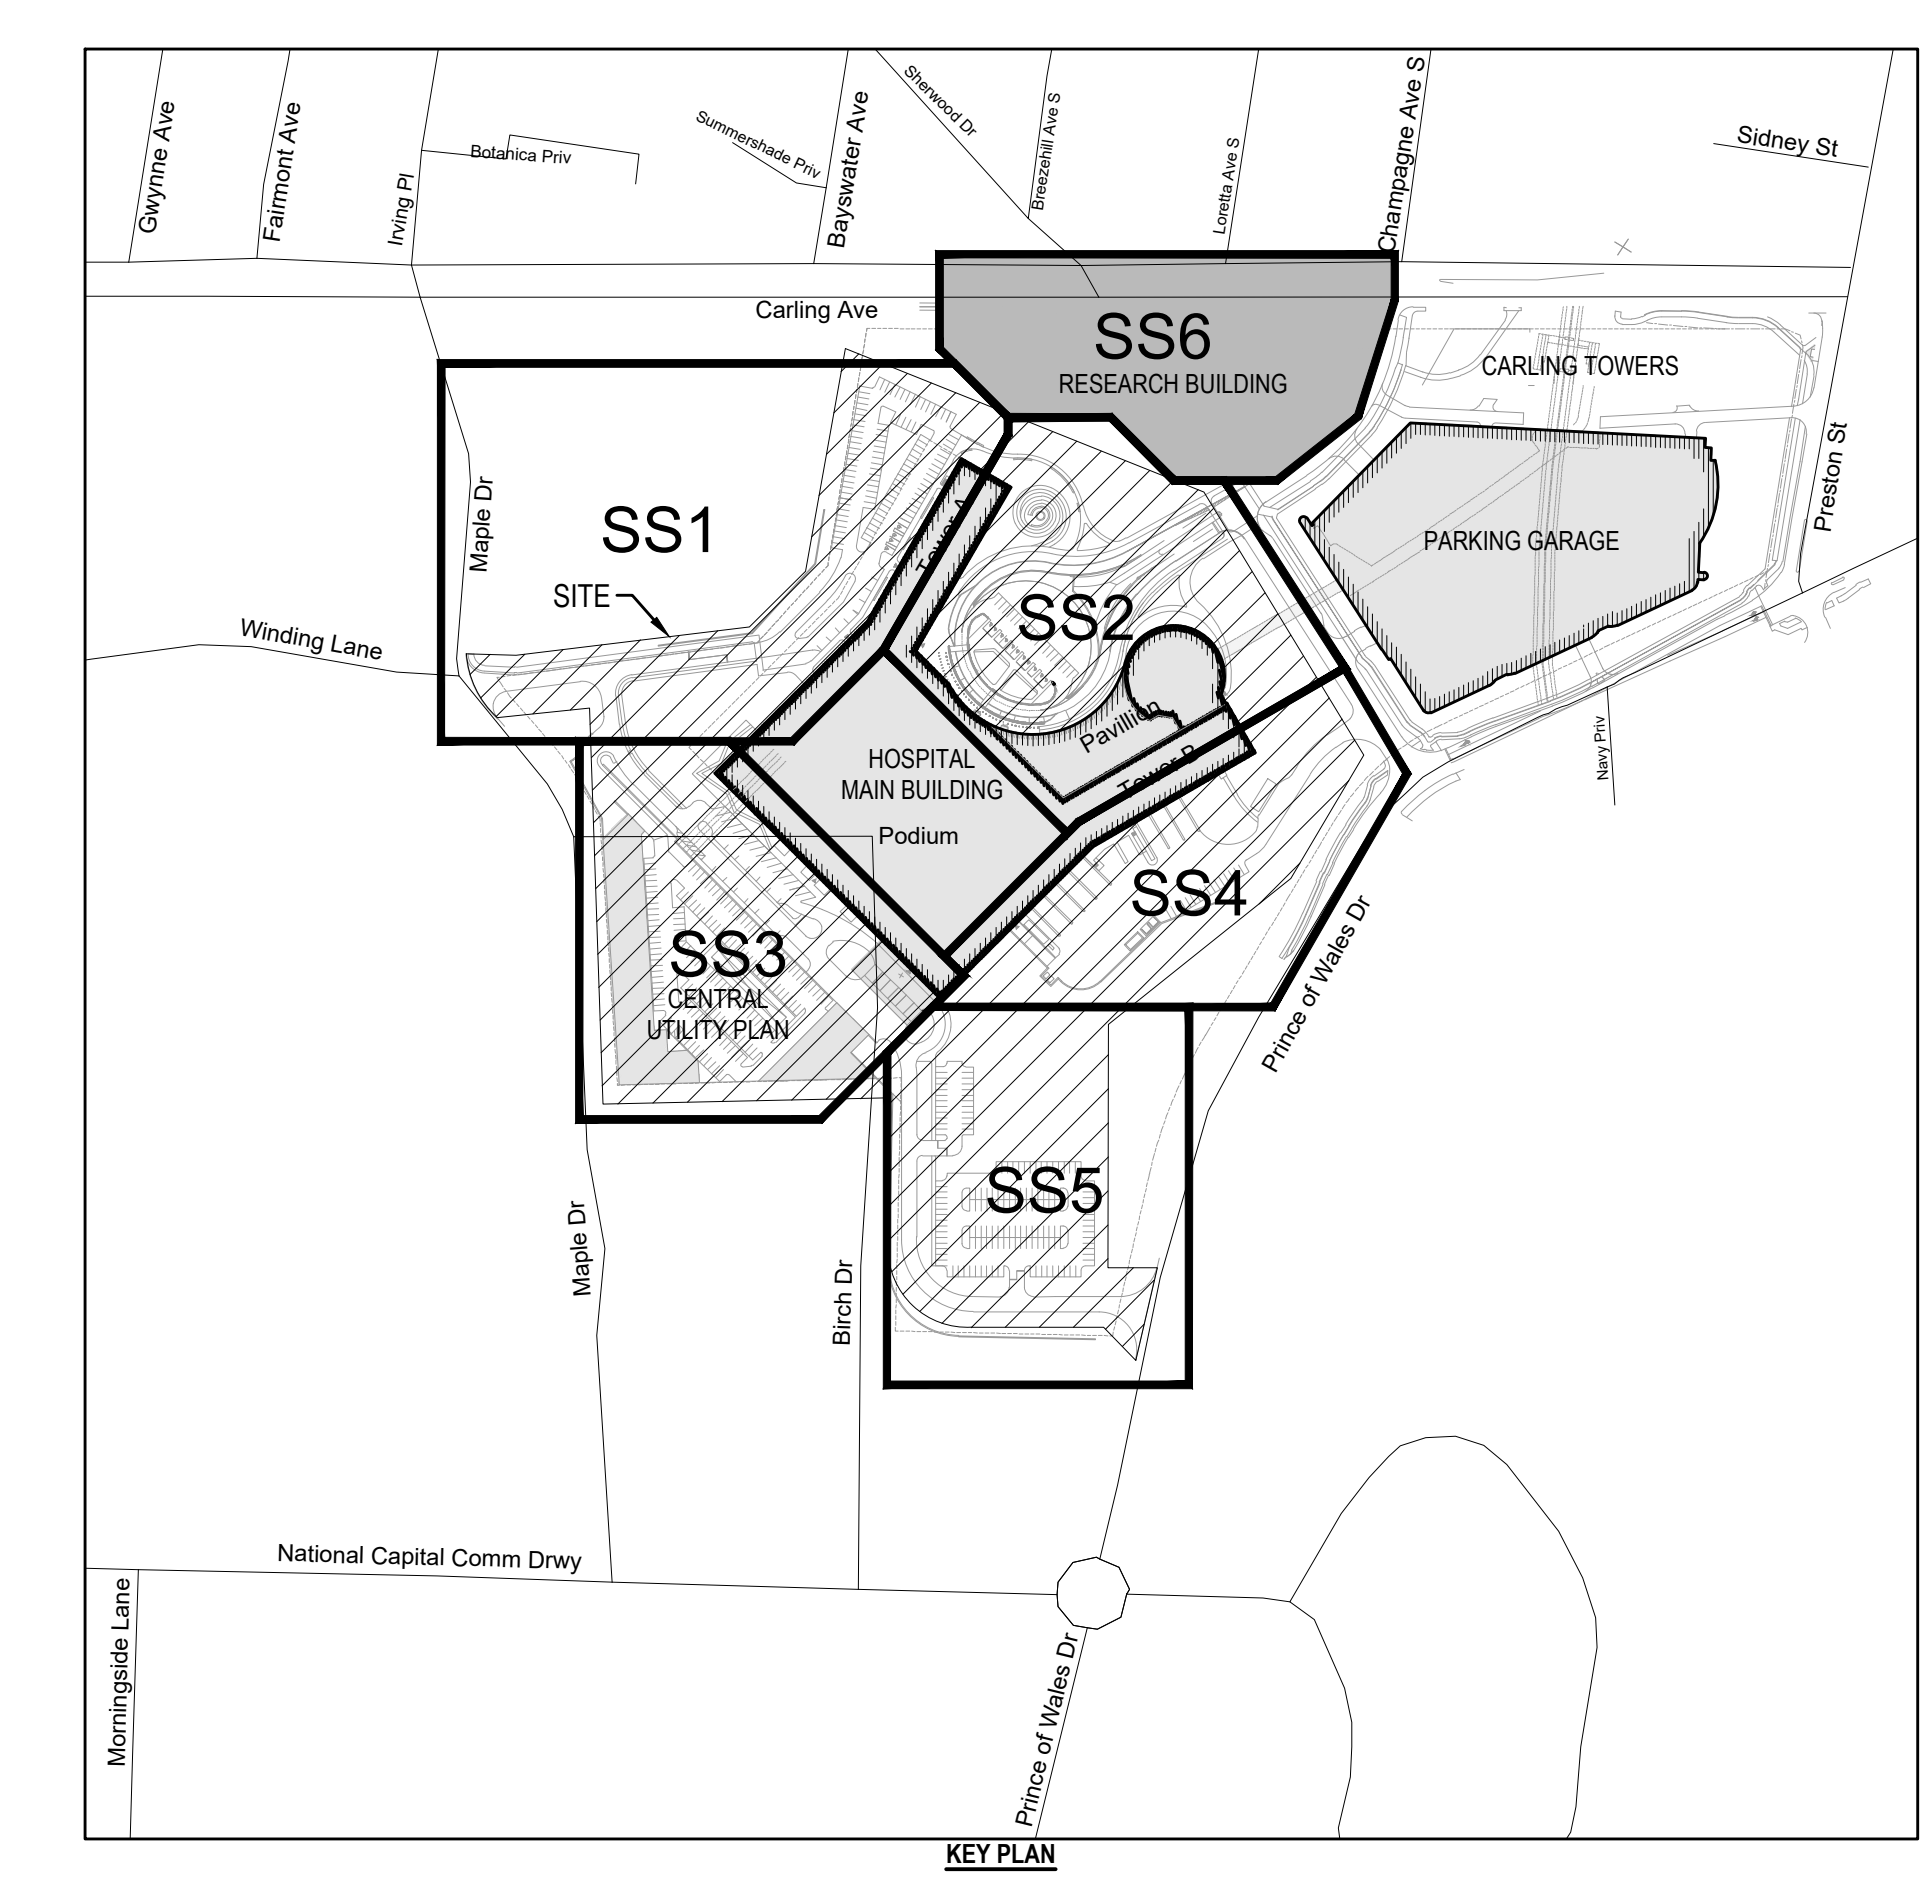 Gwynne Ave
Fairmont Ave
Irving Pl
Botanica Priv
Summershade Priv
Bayswater Ave
Sherwood Dr
Breezehill Ave S
Loretta Ave S
Champagne Ave S
Sidney St
Carling Ave
SS6
RESEARCH BUILDING
CARLING TOWERS
Preston St
PARKING GARAGE
Maple Dr
SS1
SITE
Winding Lane
Tower A
SS2
Pavillion
Tower B
HOSPITAL
MAIN BUILDING
Podium
Navy Priv
SS4
SS3
CENTRAL
UTILITY PLAN
Prince of Wales Dr
SS5
Maple Dr
Birch Dr
National Capital Comm Drwy
Morningside Lane
Prince of Wales Dr
KEY PLAN